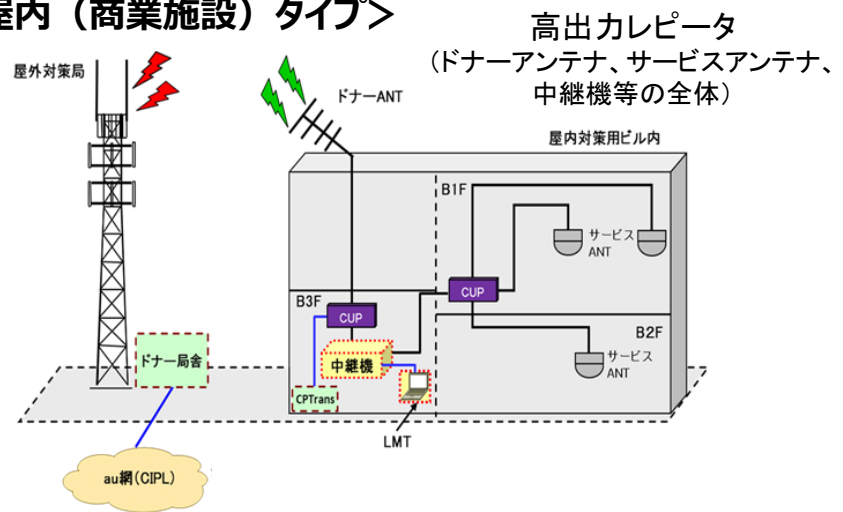 屋内（商業施設）タイプ＞
高出力レピータ
（ドナーアンテナ、サービスアンテナ、
中継機等の全体）
屋外対策局
ドナーANT
屋内対策用ビル内
B1F
サービス
ANT
CUP
B3F
CUP
B2F
サービス
ANT
ドナー局舎
中継機
CPTrans
LMT
au網(CIPL)